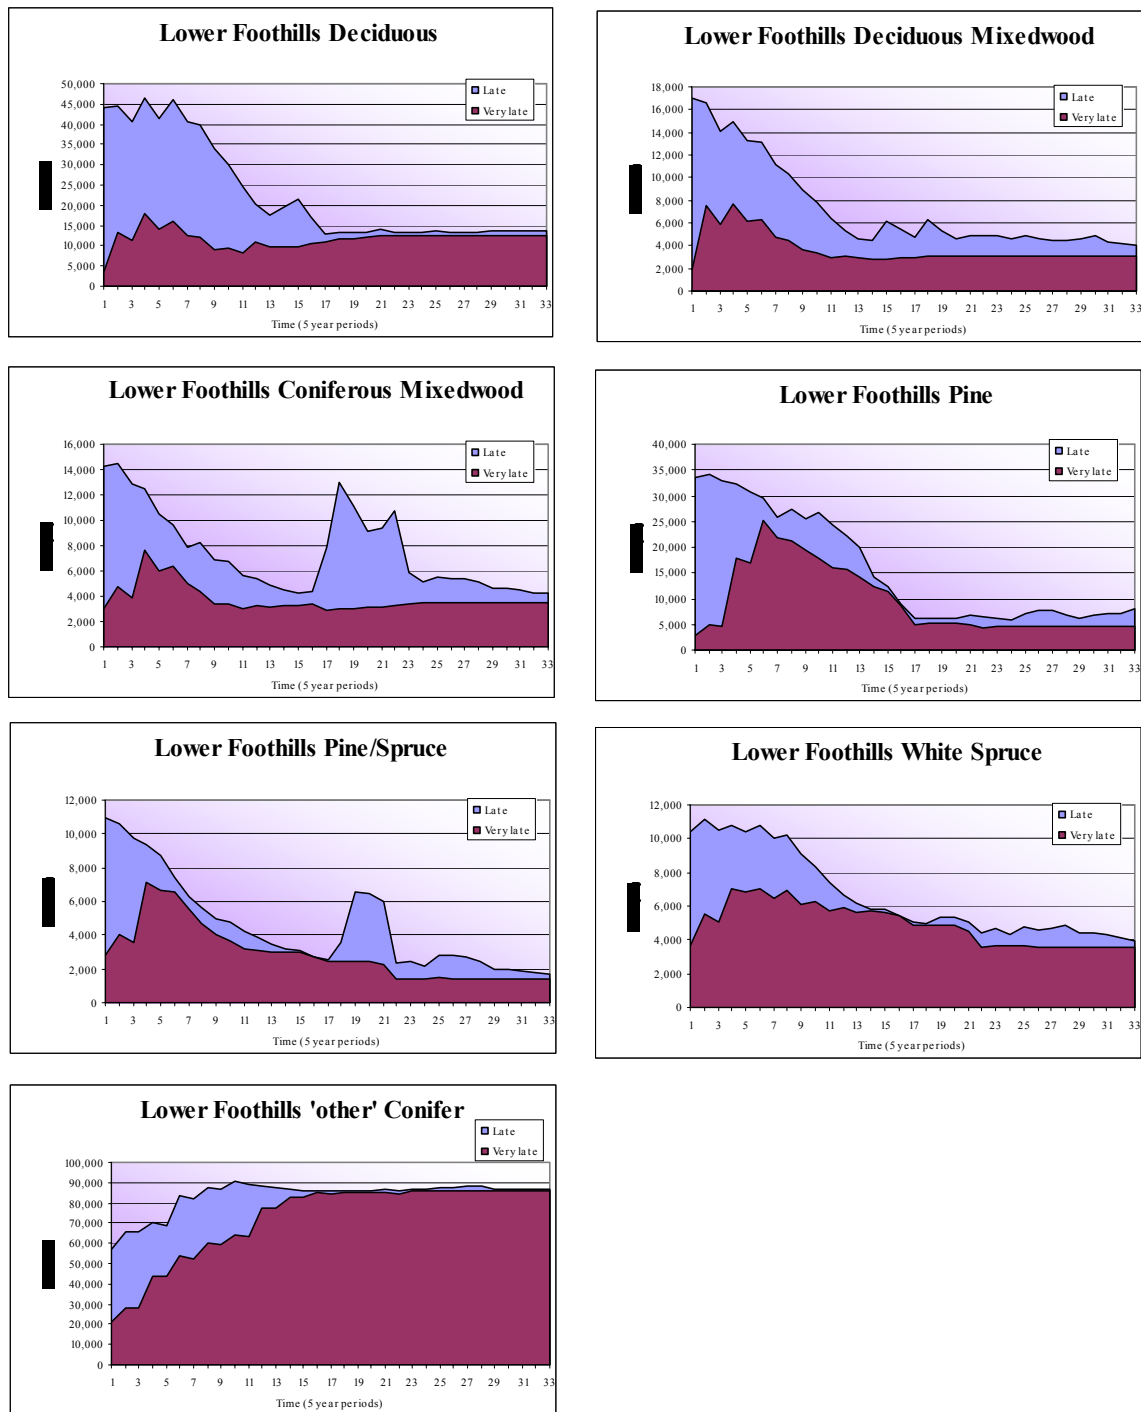 Lower Foothills Deciduous
Late
Very late
50,000
45,000
40,000
35,000
30,000
25,000
20,000
15,000
10,000
5,000
0
1 3 5 7 9 11 13 15 17 19 21 23 25 27 29 31 33
Time (5 year periods)
Lower Foothills Deciduous Mixedwood
Late
Very late
18,000
16,000
14,000
12,000
10,000
8,000
6,000
4,000
2,000
0
1 3 5 7 9 11 13 15 17 19 21 23 25 27 29 31 33
Time (5 year periods)
Lower Foothills Coniferous Mixedwood
Late
Very late
16,000
14,000
12,000
10,000
8,000
6,000
4,000
2,000
0
1 3 5 7 9 11 13 15 17 19 21 23 25 27 29 31 33
Time (5 year periods)
Lower Foothills Pine
Late
Very late
40,000
35,000
30,000
25,000
20,000
15,000
10,000
5,000
0
1 3 5 7 9 11 13 15 17 19 21 23 25 27 29 31 33
Time (5 year periods)
Lower Foothills Pine/Spruce
Late
Very late
12,000
10,000
8,000
6,000
4,000
2,000
0
1 3 5 7 9 11 13 15 17 19 21 23 25 27 29 31 33
Time (5 year periods)
Lower Foothills White Spruce
Late
Very late
12,000
10,000
8,000
6,000
4,000
2,000
0
1 3 5 7 9 11 13 15 17 19 21 23 25 27 29 31 33
Time (5 year periods)
Lower Foothills 'other' Conifer
Late
Very late
100,000
90,000
80,000
70,000
60,000
50,000
40,000
30,000
20,000
10,000
0
1 3 5 7 9 11 13 15 17 19 21 23 25 27 29 31 33
Time (5 year periods)